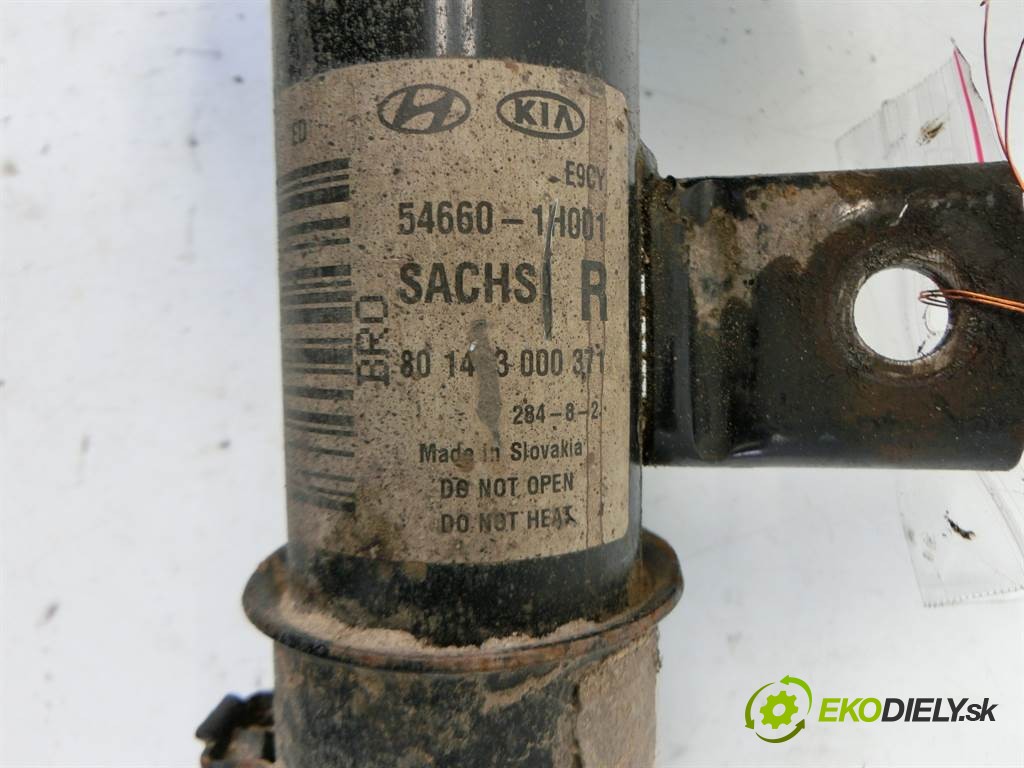 KIA
ED
E9CY
54660-1H001
SACHS R
BRO
80 14 3 000 371
284-8-2
Made in Slovakia
DO NOT OPEN
DO NOT HEAT
EKODIELY.sk